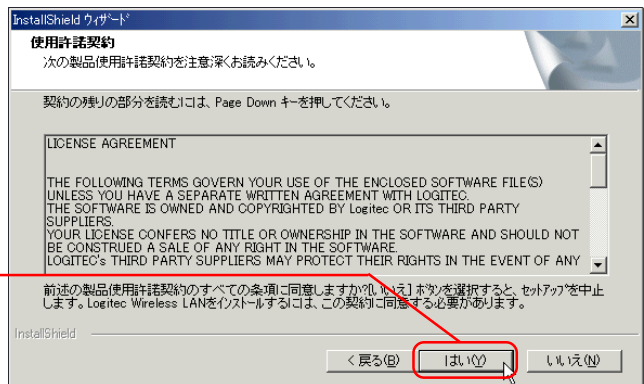 InstallShield ウィザード
使用許諾契約
次の製品使用許諾契約を注意深くお読みください。
契約の残りの部分を読むには、Page Down キーを押してください。
LICENSE AGREEMENT
THE FOLLOWING TERMS GOVERN YOUR USE OF THE ENCLOSED SOFTWARE FILE(S)
UNLESS YOU HAVE A SEPARATE WRITTEN AGREEMENT WITH LOGITEC.
THE SOFTWARE IS OWNED AND COPYRIGHTED BY Logitec OR ITS THIRD PARTY
SUPPLIERS.
YOUR LICENSE CONFERS NO TITLE OR OWNERSHIP IN THE SOFTWARE AND SHOULD NOT
BE CONSTRUED A SALE OF ANY RIGHT IN THE SOFTWARE.
LOGITEC's THIRD PARTY SUPPLIERS MAY PROTECT THEIR RIGHTS IN THE EVENT OF ANY
前述の製品使用許諾契約のすべての条項に同意しますか?[いいえ] ボタンを選択すると、セットアップを中止
します。Logitec Wireless LANをインストールするには、この契約に同意する必要があります。
InstallShield
< 戻る(B)
はい(Y)
いいえ(N)